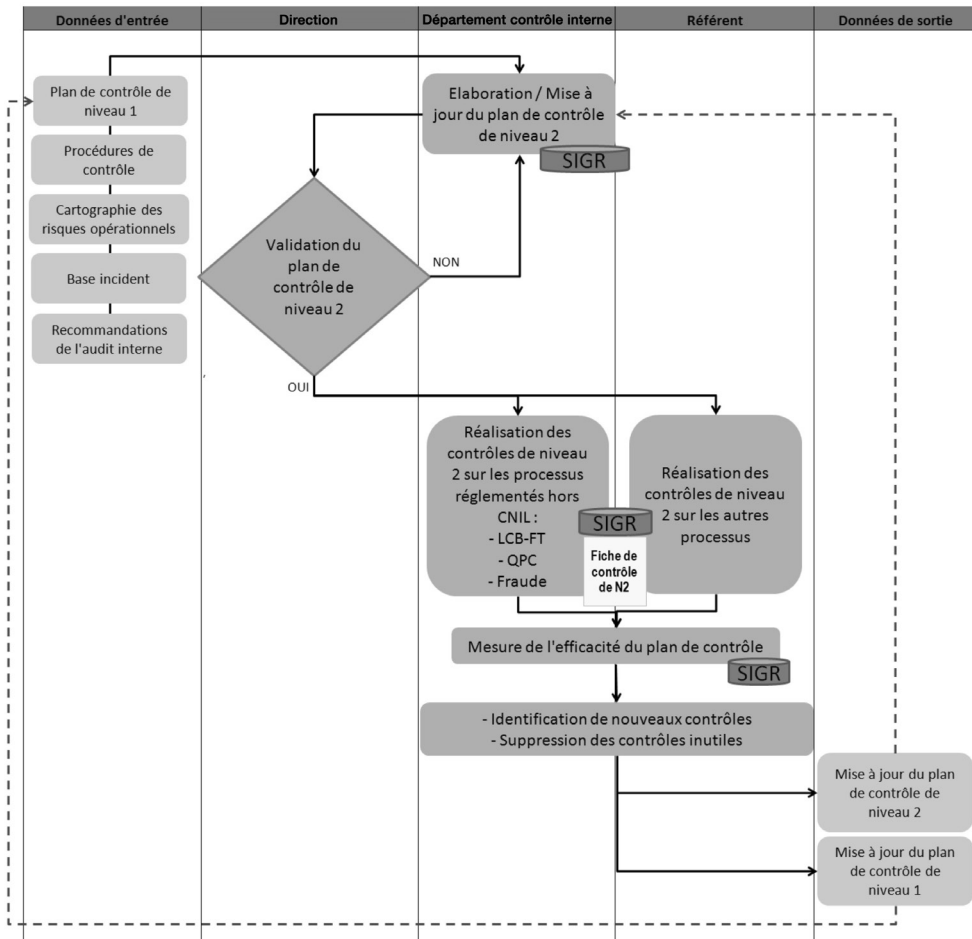 Données d'entrée
Direction
Département contrôle interne
Référent
Données de sortie
Plan de contrôle de
niveau 1
Procédures de
contrôle
Cartographie des
risques opérationnels
Base incident
Recommandations
de l'audit interne
Elaboration / Mise à
jour du plan de contrôle
de niveau 2
SIGR
Validation du
plan de
contrôle de
niveau 2
NON
OUI
Réalisation des
contrôles de niveau
2 sur les processus
réglementés hors
CNIL :
- LCB-FT
- QPC
- Fraude
SIGR
Fiche de
contrôle
de N2
Réalisation des
contrôles de niveau
2 sur les autres
processus
Mesure de l'efficacité du plan de contrôle
SIGR
- Identification de nouveaux contrôles
- Suppression des contrôles inutiles
Mise à jour du plan
de contrôle de
niveau 2
Mise à jour du plan
de contrôle de
niveau 1